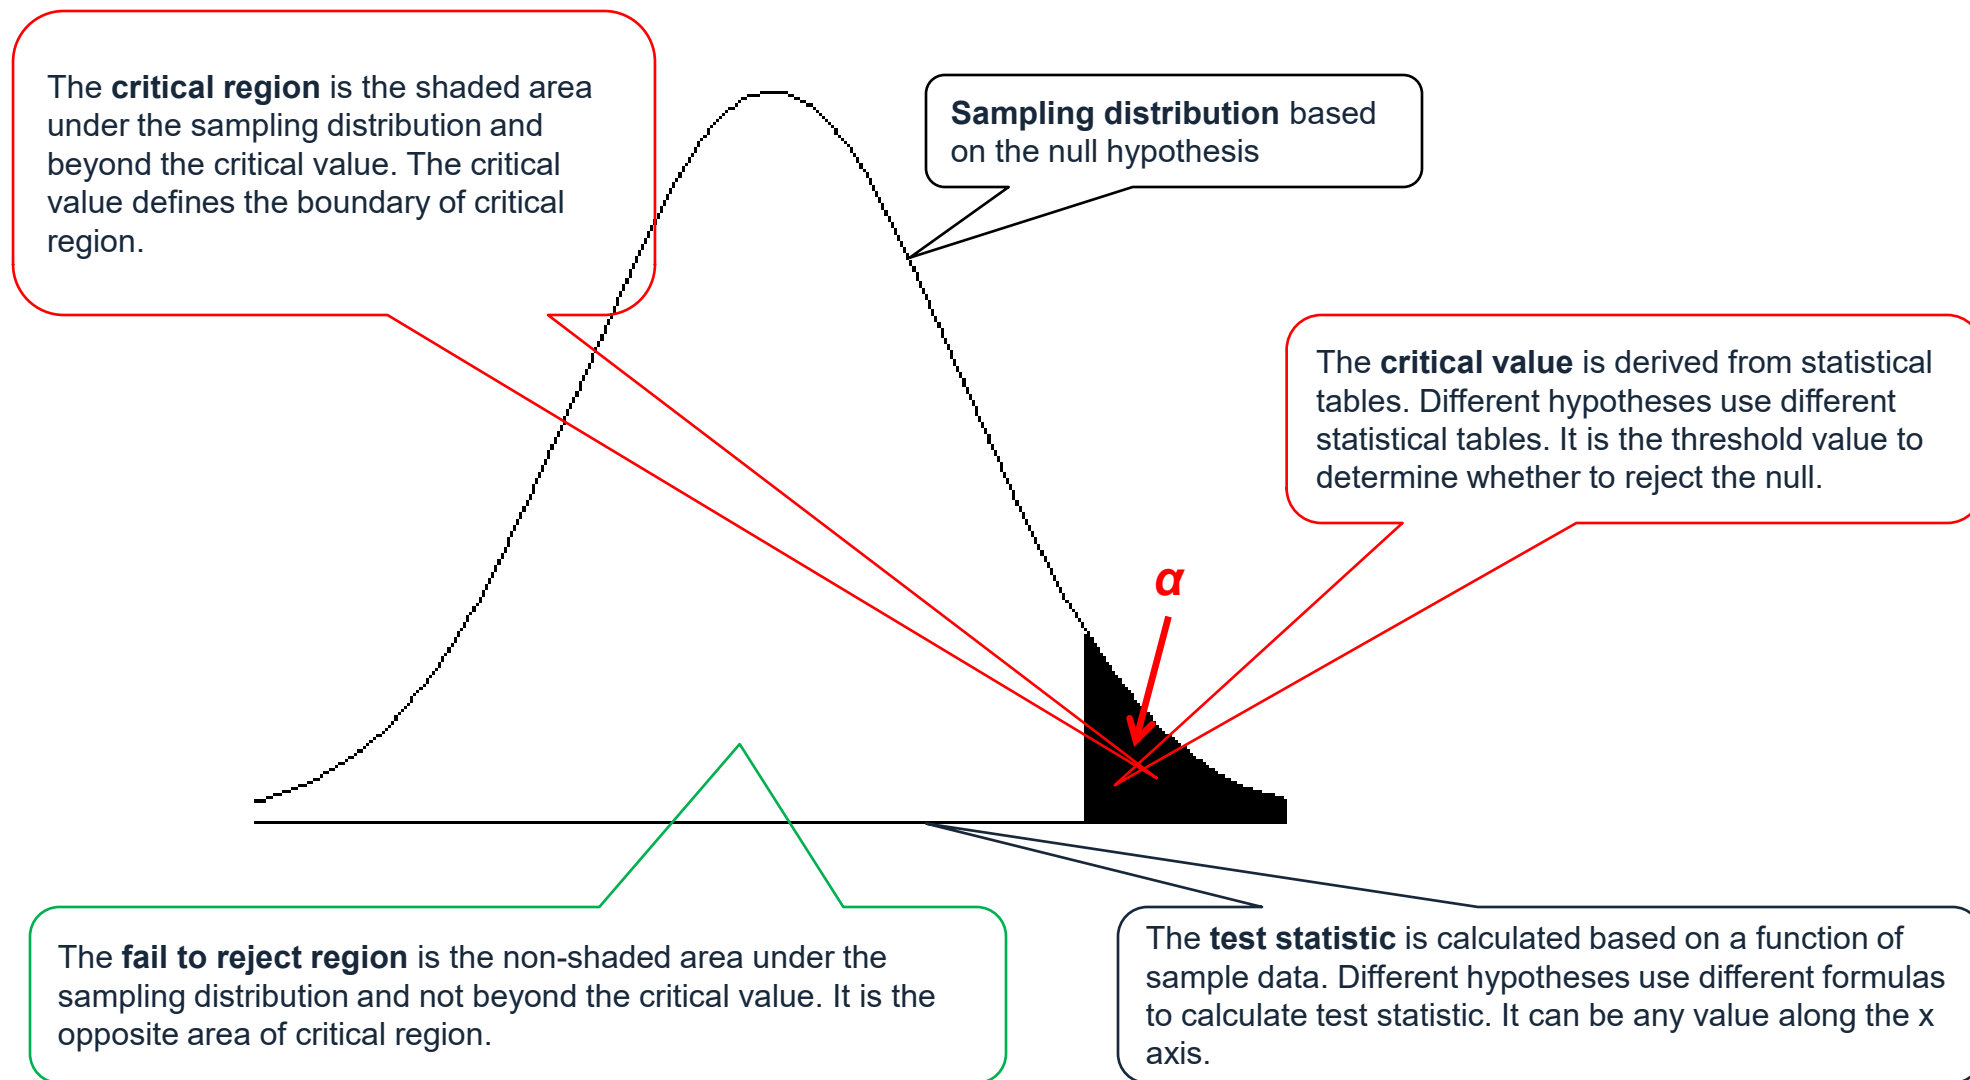 The critical region is the shaded area
under the sampling distribution and
beyond the critical value. The critical
value defines the boundary of critical
region.
Sampling distribution based
on the null hypothesis
The critical value is derived from statistical
tables. Different hypotheses use different
statistical tables. It is the threshold value to
determine whether to reject the null.
α
The fail to reject region is the non-shaded area under the
sampling distribution and not beyond the critical value. It is the
opposite area of critical region.
The test statistic is calculated based on a function of
sample data. Different hypotheses use different formulas
to calculate test statistic. It can be any value along the x
axis.